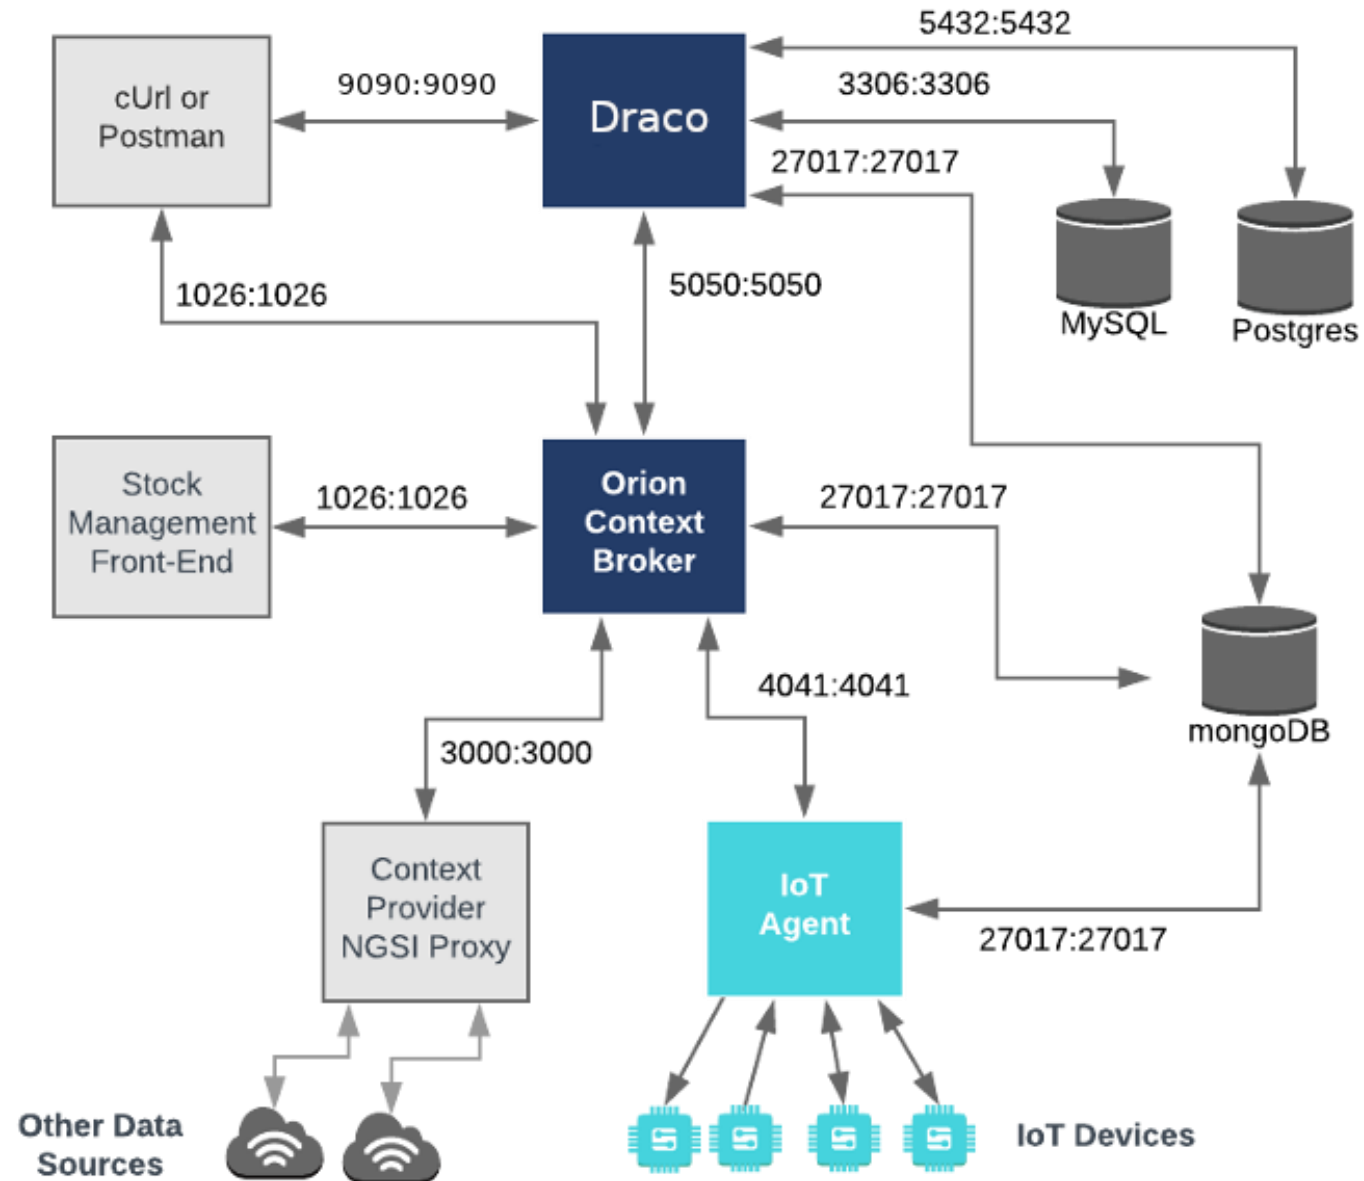 5432:5432
cUrl or
Postman
9090:9090
Draco
3306:3306
27017:27017
1026:1026
5050:5050
MySQL
Postgres
Stock
Management
Front-End
1026:1026
Orion
Context
Broker
27017:27017
4041:4041
3000:3000
mongoDB
Context
Provider
NGSI Proxy
IoT
Agent
27017:27017
Other Data
Sources
IoT Devices